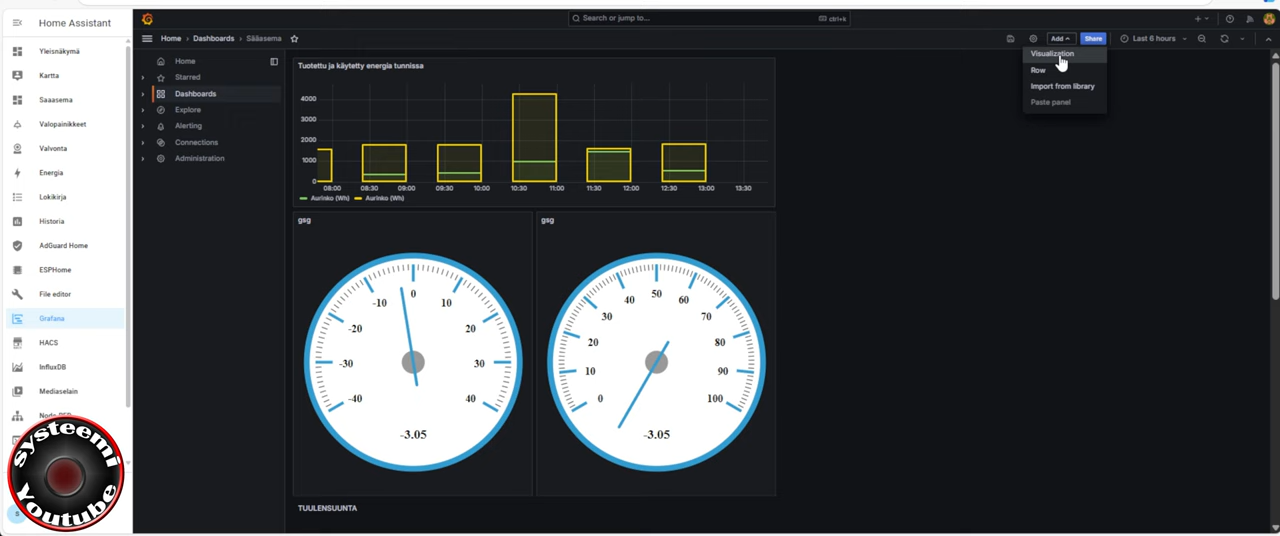 Home Assistant
Yleisnäkymä
Kartta
Saaasema
Valopainikkeet
Valvonta
Energia
Lokikirja
Historia
AdGuard Home
ESPHome
File editor
Grafana
HACS
InfluxDB
Mediaselain
systeemi
Youtube
Search or jump to...
ctrl+k
Home › Dashboards › Sääasema
Add
Share
Last 6 hours
Visualization
Row
Import from library
Paste panel
Home
Starred
Dashboards
Explore
Alerting
Connections
Administration
Tuotettu ja käytetty energia tunnissa
4000
3000
2000
1000
0
08:00 08:30 09:00 09:30 10:00 10:30 11:00 11:30 12:00 12:30 13:00 13:30
Aurinko (Wh) Aurinko (Wh)
gsg
-40 -30 -20 -10 0 10 20 30 40
-3.05
gsg
0 10 20 30 40 50 60 70 80 90 100
-3.05
TUULENSUUNTA